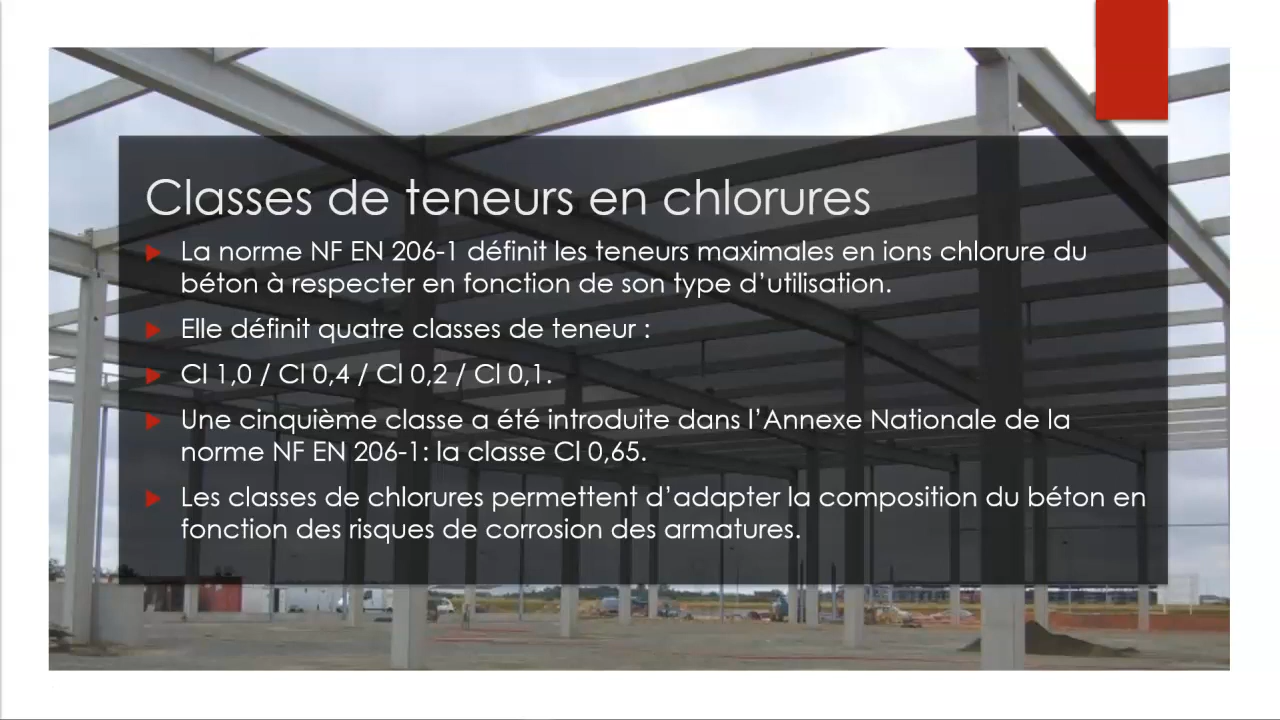 Classes de teneurs en chlorures
La norme NF EN 206-1 définit les teneurs maximales en ions chlorure du
béton à respecter en fonction de son type d’utilisation.
Elle définit quatre classes de teneur :
Cl 1,0 / Cl 0,4 / Cl 0,2 / Cl 0,1.
Une cinquième classe a été introduite dans l’Annexe Nationale de la
norme NF EN 206-1: la classe Cl 0,65.
Les classes de chlorures permettent d’adapter la composition du béton en
fonction des risques de corrosion des armatures.